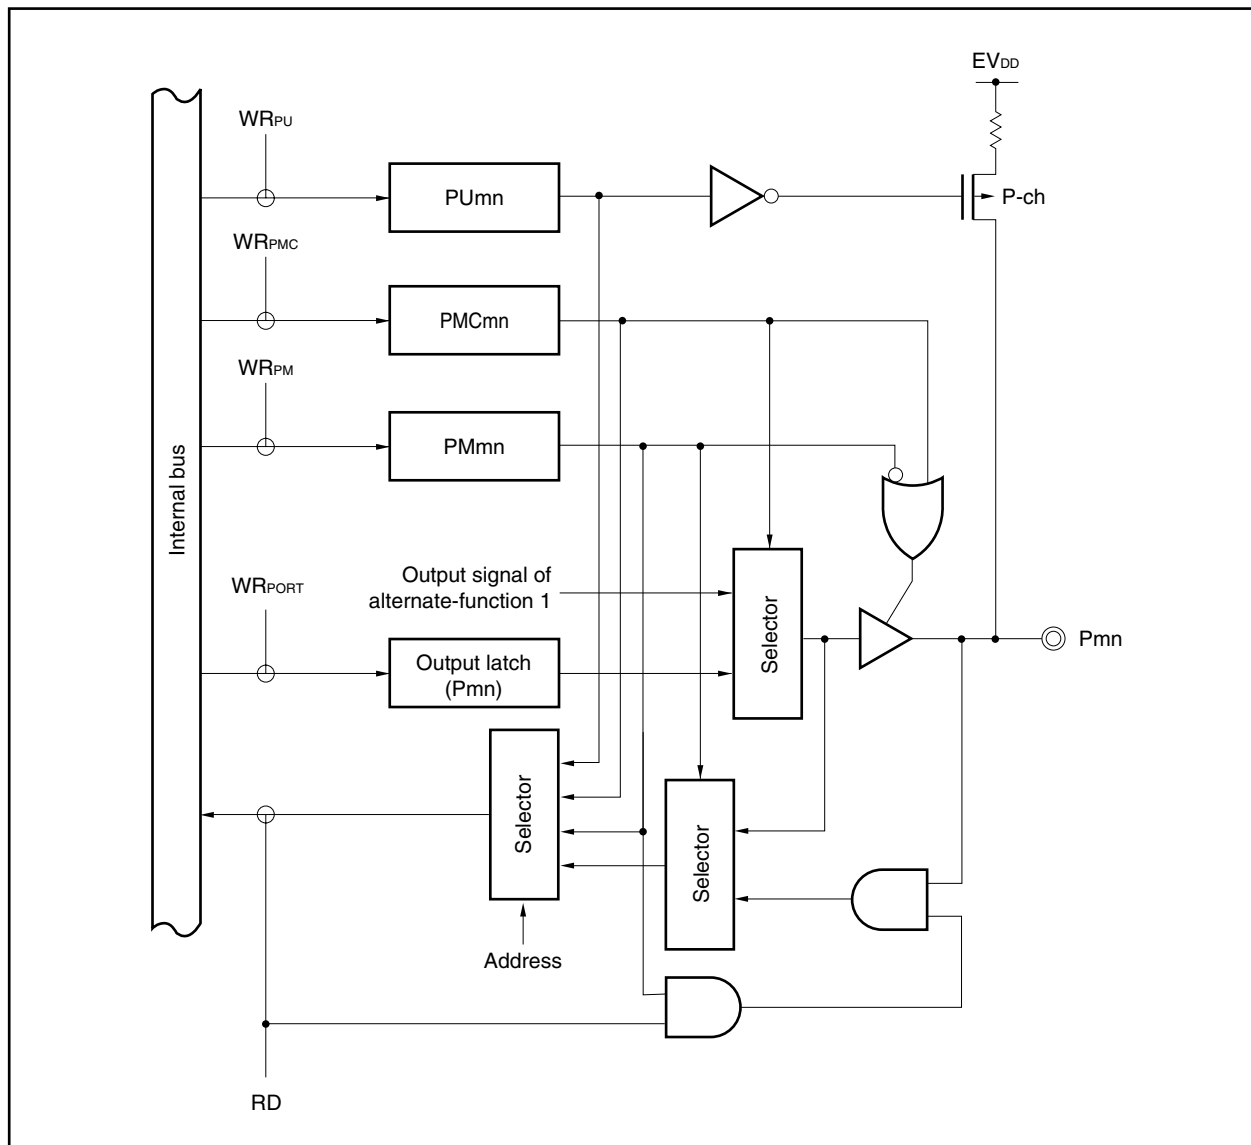 EVDD
WRPU
PUmn
P-ch
WRPMC
PMCmn
WRPM
PMmn
Internal bus
WRPORT
Output signal of
alternate-function 1
Selector
Pmn
Output latch
(Pmn)
Selector
Selector
Address
RD